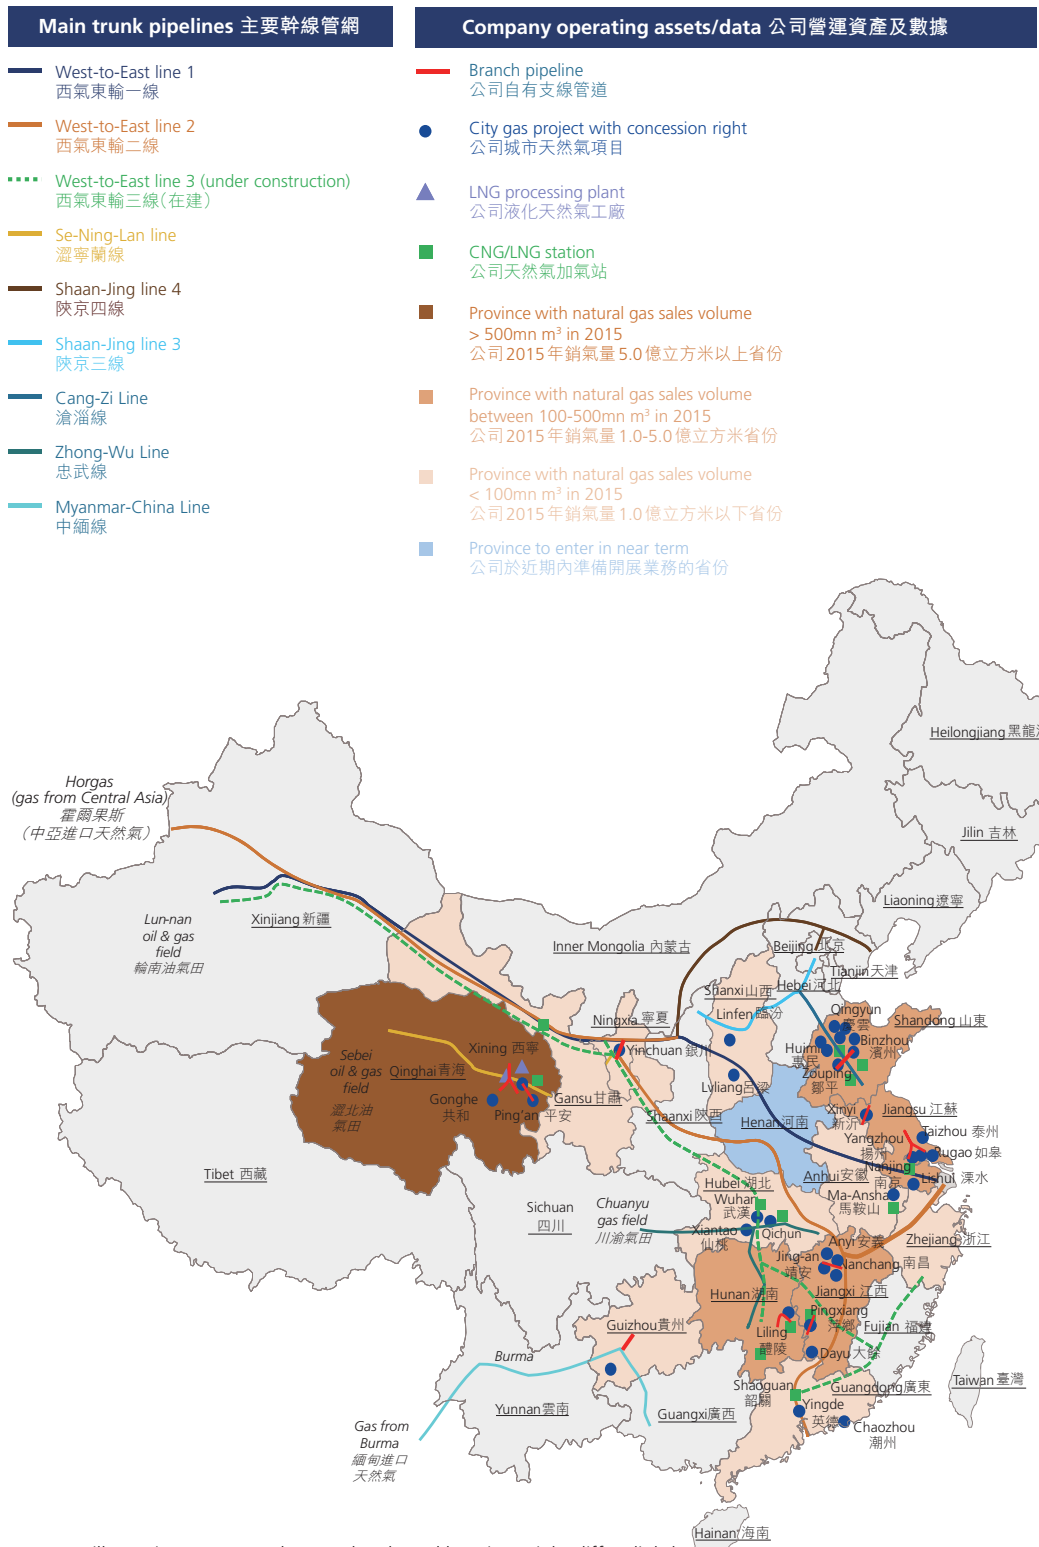 Main trunk pipelines 主要幹線管網
West-to-East line 1
西氣東輸一線
West-to-East line 2
西氣東輸二線
West-to-East line 3 (under construction)
西氣東輸三線（在建）
Se-Ning-Lan line
澀寧蘭線
Shaan-Jing line 4
陝京四線
Shaan-Jing line 3
陝京三線
Cang-Zi Line
滄淄線
Zhong-Wu Line
忠武線
Myanmar-China Line
中緬線
Company operating assets/data 公司營運資產及數據
Branch pipeline
公司自有支線管道
City gas project with concession right
公司城市天然氣項目
LNG processing plant
公司液化天然氣工廠
CNG/LNG station
公司天然氣加氣站
Province with natural gas sales volume
> 500mn m³ in 2015
公司2015年銷氣量5.0億立方米以上省份
Province with natural gas sales volume
between 100-500mn m³ in 2015
公司2015年銷氣量1.0-5.0億立方米省份
Province with natural gas sales volume
< 100mn m³ in 2015
公司2015年銷氣量1.0億立方米以下省份
Province to enter in near term
公司於近期內準備開展業務的省份
Heilongjiang 黑龍
Horgas
(gas from Central Asia)
霍爾果斯
（中亞進口天然氣）
Jilin 吉林
Liaoning 遼寧
Lun-nan
oil & gas
field
輪南油氣田
Xinjiang 新疆
Inner Mongolia 內蒙古
Beijing 北京
Tianjin 天津
Hebei 河北
Shanxi 山西
Linfen 臨汾
Ningxia 寧夏
Yinchuan 銀川
Qingyun
慶雲
Shandong 山東
Binzhou
濱州
Huimin
惠民
Zouping
鄒平
Xining 西寧
Sebei
oil & gas
field
澀北油
氣田
Qinghai 青海
Gonghe
共和
Ping'an 平安
Gansu 甘肅
Lvliang 呂梁
Shaanxi 陝西
Henan 河南
Xinyi
新沂
Jiangsu 江蘇
Taizhou 泰州
Yangzhou
揚州
Rugao 如皋
Nanjing
南京
Lishui 溧水
Anhui 安徽
Ma-Anshan
馬鞍山
Tibet 西藏
Sichuan
四川
Chuanyu
gas field
川渝氣田
Hubei 湖北
Wuhan
武漢
Xiantao
仙桃
Qichun
Zhejiang 浙江
Anyi 安義
Jing-an
靖安
Nanchang 南昌
Hunan 湖南
Jiangxi 江西
Pingxiang
萍鄉
Liling
醴陵
Fujian 福建
Dayu 大餘
Guizhou 貴州
Burma
Taiwan 臺灣
Shaoguan
韶關
Guangdong 廣東
Yingde
英德
Yunnan 雲南
Guangxi 廣西
Chaozhou
潮州
Gas from
Burma
緬甸進口
天然氣
Hainan 海南